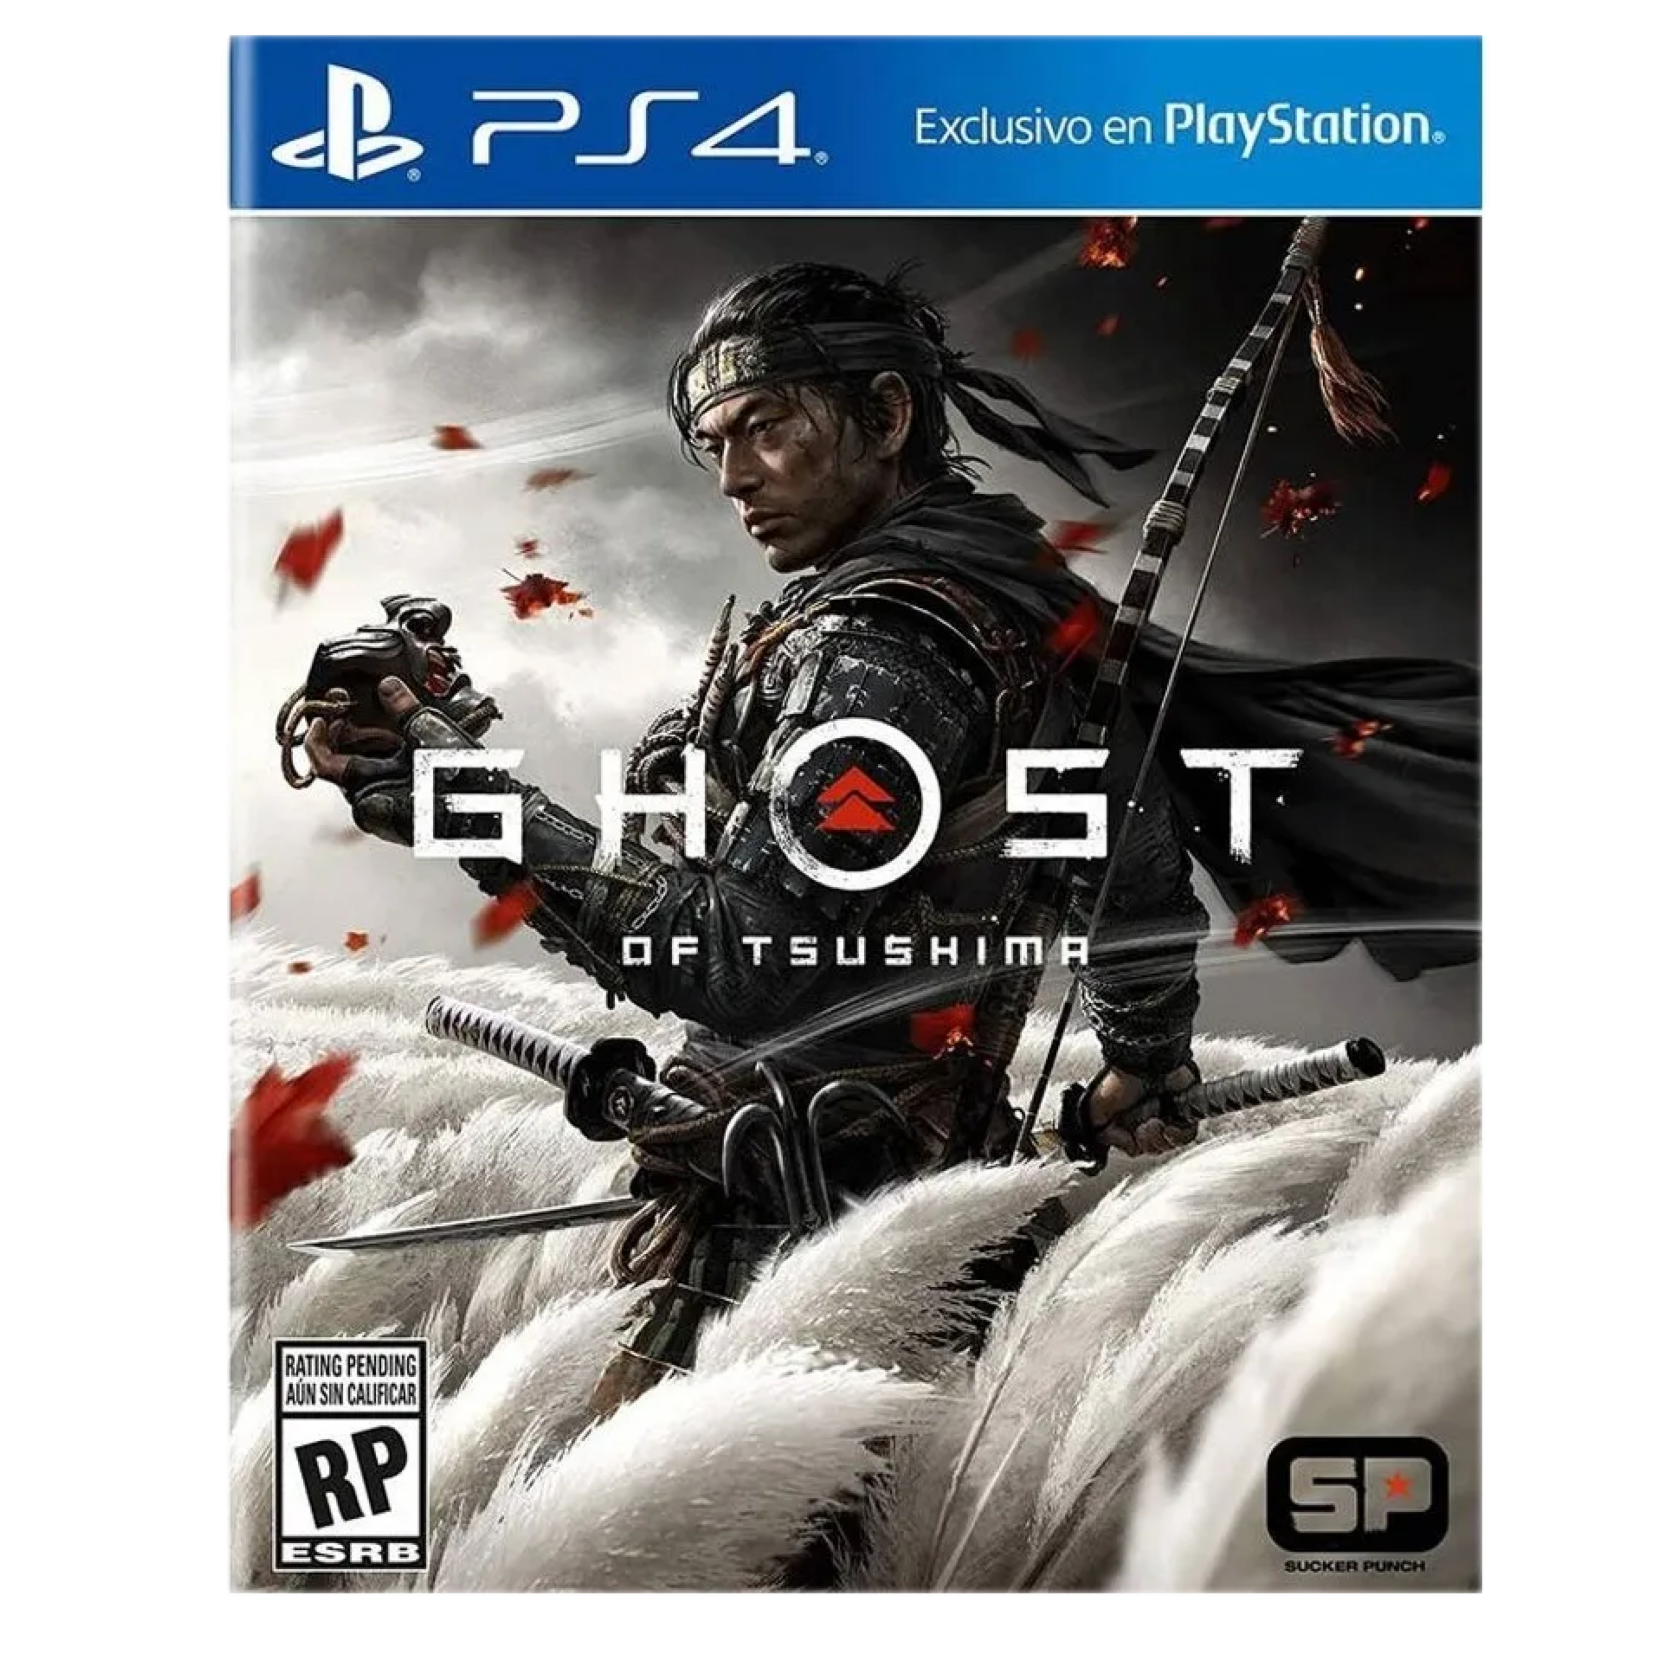 PS4® Exclusivo en PlayStation®
GHOST
OF TSUSHIMA
RATING PENDING
AÚN SIN CALIFICAR
RP
ESRB
SP
SUCKER PUNCH